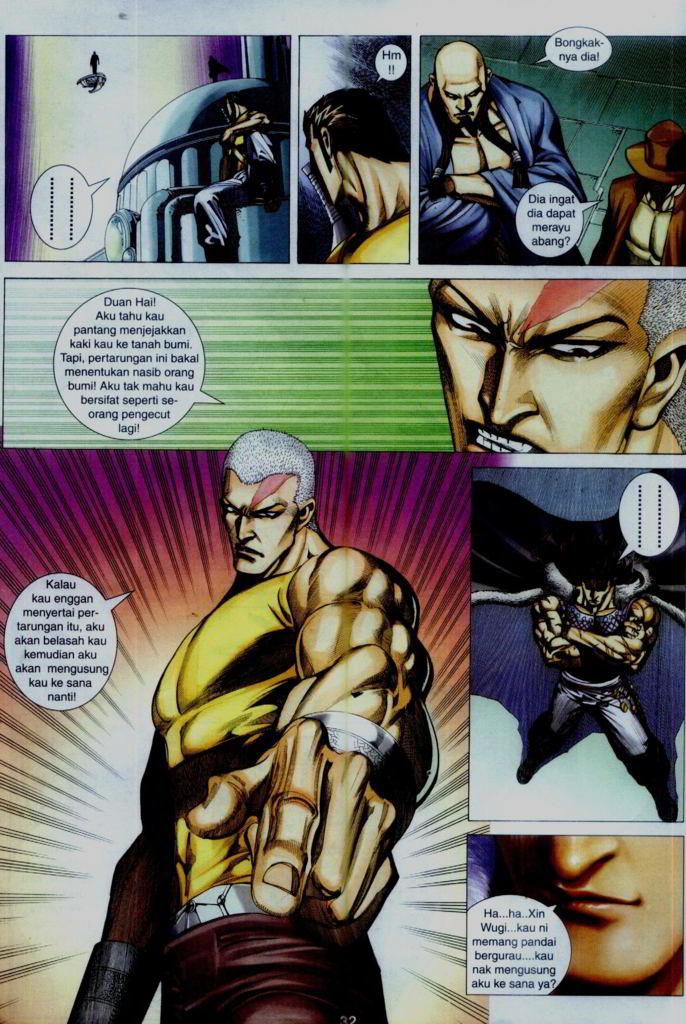 Hm
!!
Bongkak-
nya dia!
Dia ingat
dia dapat
merayu
abang?
Duan Hai!
Aku tahu kau
pantang menjejakkan
kaki kau ke tanah bumi.
Tapi, pertarungan ini bakal
menentukan nasib orang
bumi! Aku tak mahu kau
bersifat seperti se-
orang pengecut
lagi!
Kalau
kau enggan
menyertai per-
tarungan itu, aku
akan belasah kau
kemudian aku
akan mengusung
kau ke sana
nanti!
Ha...ha..Xin
Wugi...kau ni
memang pandai
bergurau....kau
nak mengusung
aku ke sana ya?
32